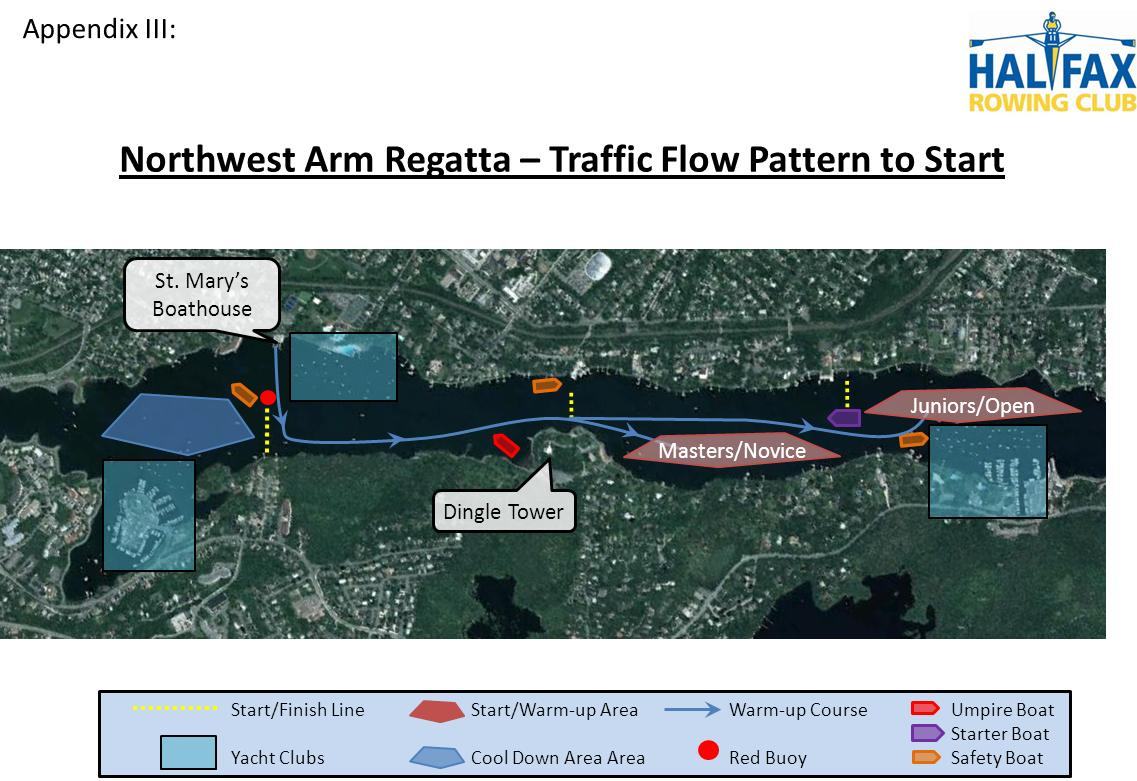 Appendix III:
HALIFAX
ROWING CLUB
Northwest Arm Regatta – Traffic Flow Pattern to Start
St. Mary's
Boathouse
Juniors/Open
Masters/Novice
Dingle Tower
Start/Finish Line
Start/Warm-up Area
Warm-up Course
Umpire Boat
Starter Boat
Yacht Clubs
Cool Down Area Area
Red Buoy
Safety Boat